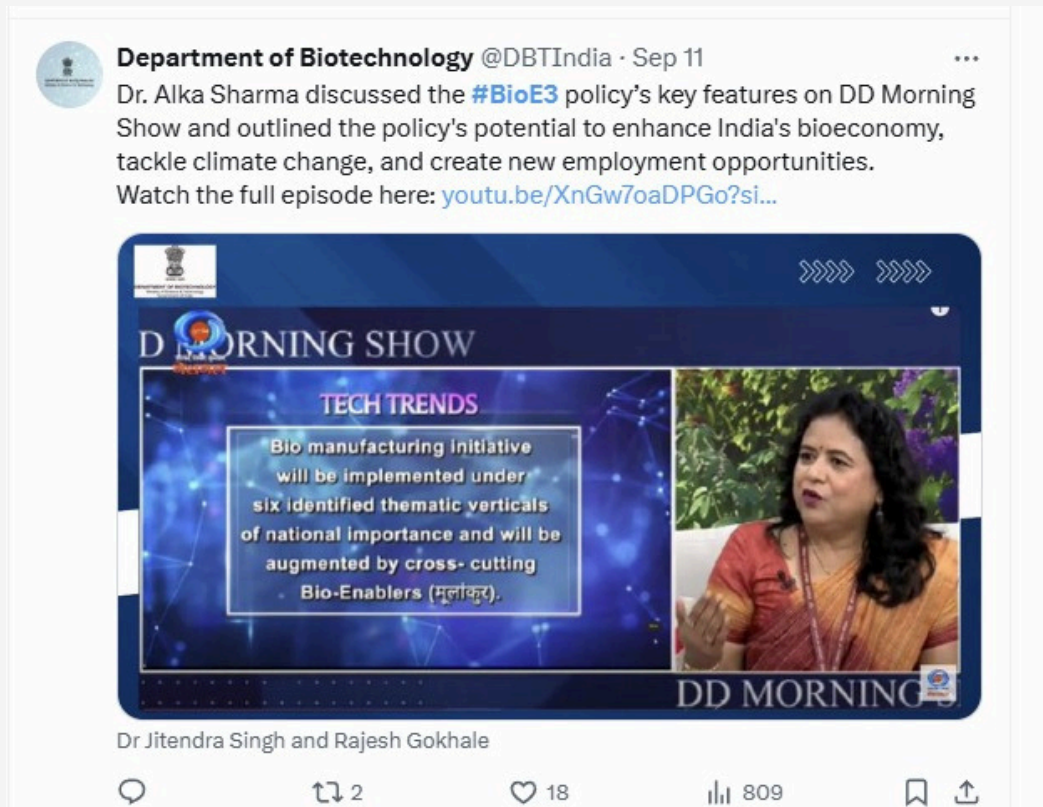 Department of Biotechnology @DBTIndia · Sep 11
Dr. Alka Sharma discussed the #BioE3 policy’s key features on DD Morning
Show and outlined the policy's potential to enhance India's bioeconomy,
tackle climate change, and create new employment opportunities.
Watch the full episode here: youtu.be/XnGw7oaDPGo?si...
DEPARTMENT OF BIOTECHNOLOGY
D MORNING SHOW
TECH TRENDS
Bio manufacturing initiative
will be implemented under
six identified thematic verticals
of national importance and will be
augmented by cross- cutting
Bio-Enablers (मूलांकुर).
DD MORNING S
Dr Jitendra Singh and Rajesh Gokhale
2 18 809